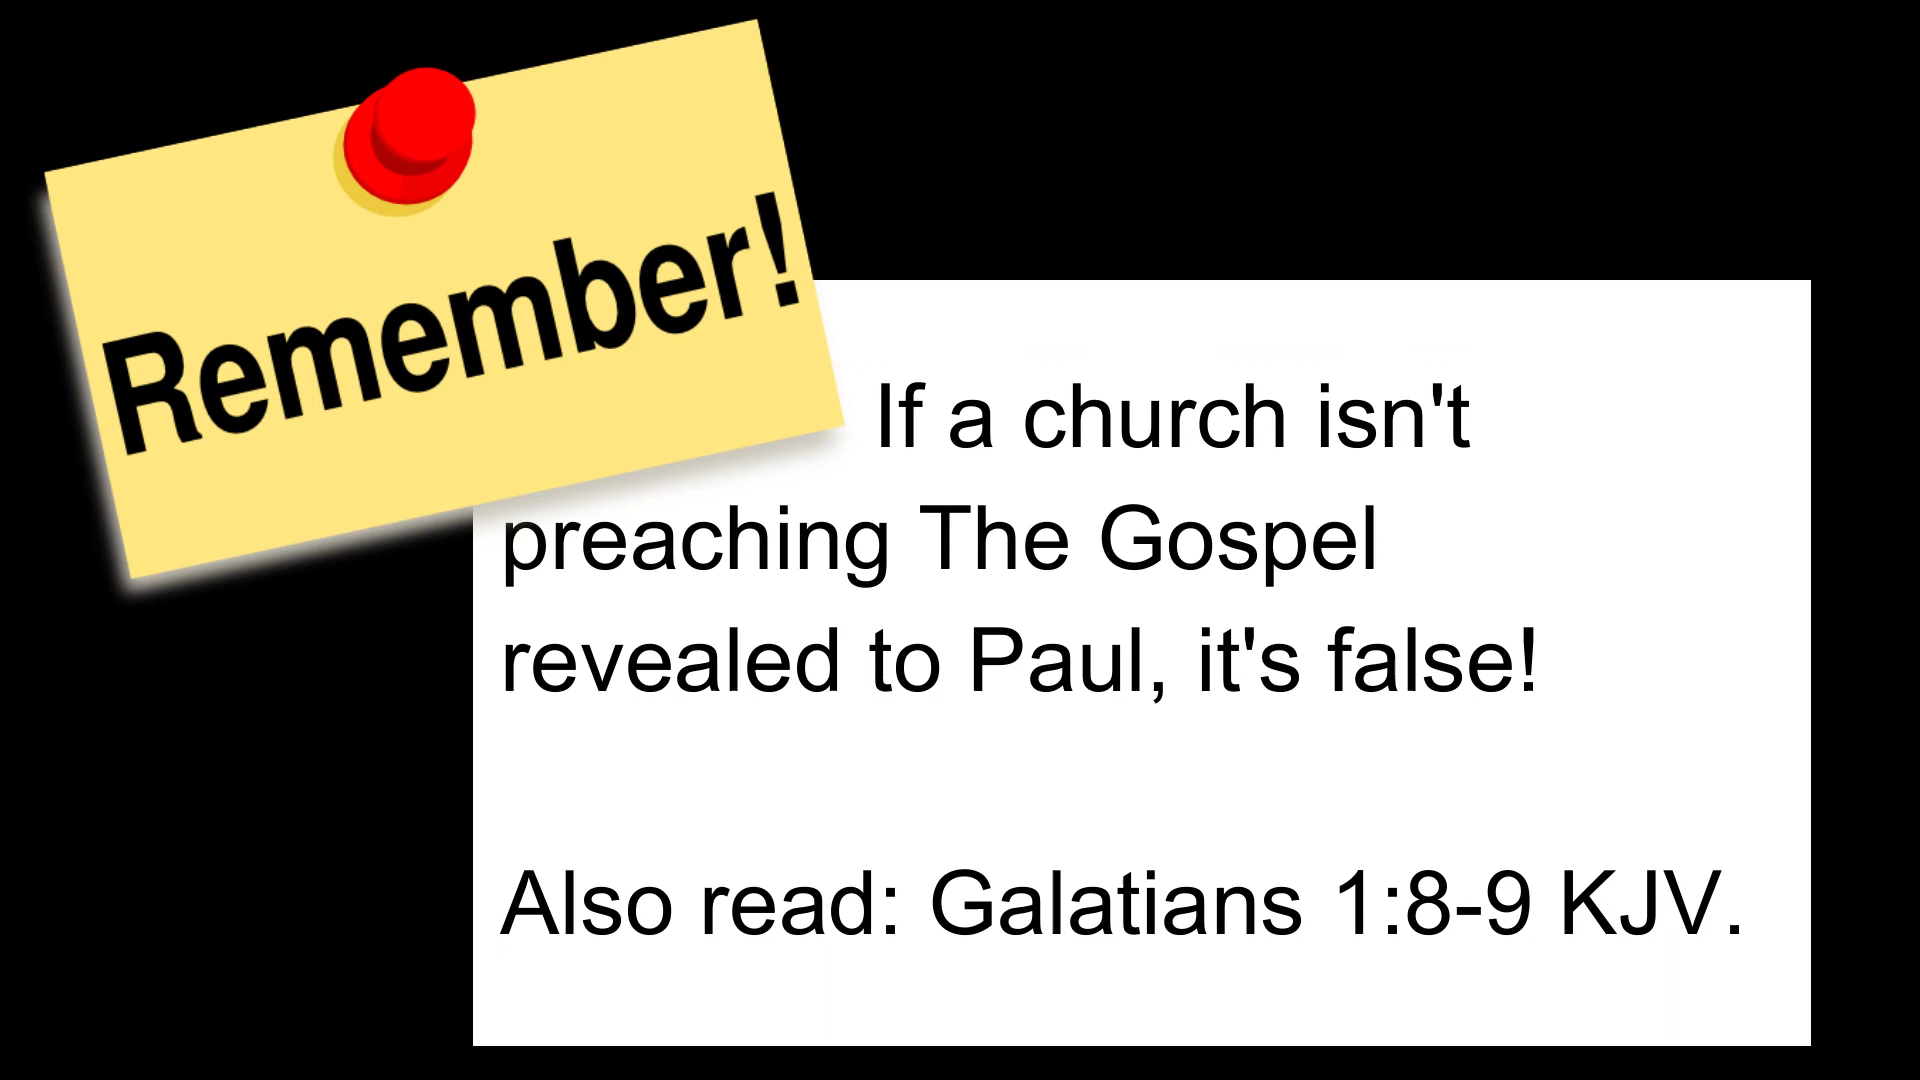 Remember!
If a church isn't
preaching The Gospel
revealed to Paul, it's false!
Also read: Galatians 1:8-9 KJV.